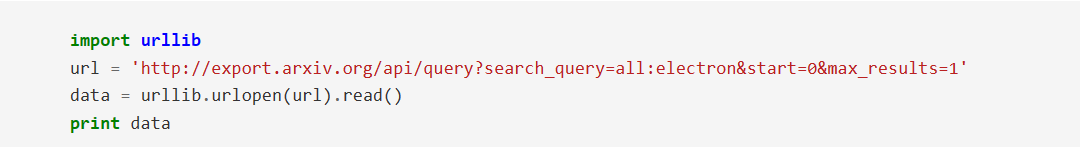 import urllib
url = 'http://export.arxiv.org/api/query?search_query=all:electron&start=0&max_results=1'
data = urllib.urlopen(url).read()
print data